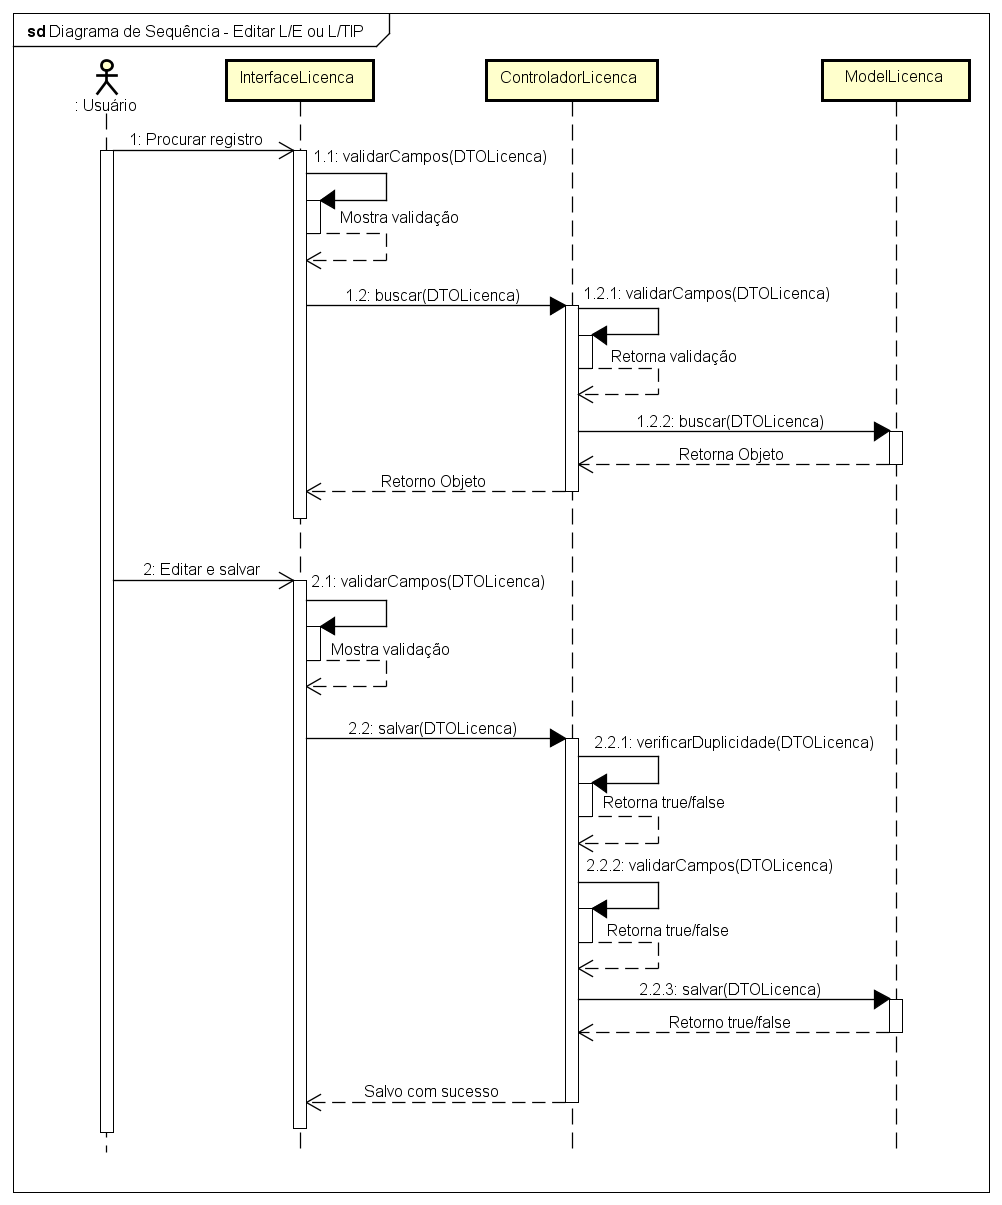 sd Diagrama de Sequência - Editar L/E ou L/TIP
: Usuário
InterfaceLicenca
ControladorLicenca
ModelLicenca
1: Procurar registro
1.1: validarCampos(DTOLicenca)
Mostra validação
1.2: buscar(DTOLicenca)
1.2.1: validarCampos(DTOLicenca)
Retorna validação
1.2.2: buscar(DTOLicenca)
Retorna Objeto
Retorno Objeto
2: Editar e salvar
2.1: validarCampos(DTOLicenca)
Mostra validação
2.2: salvar(DTOLicenca)
2.2.1: verificarDuplicidade(DTOLicenca)
Retorna true/false
2.2.2: validarCampos(DTOLicenca)
Retorna true/false
2.2.3: salvar(DTOLicenca)
Retorno true/false
Salvo com sucesso